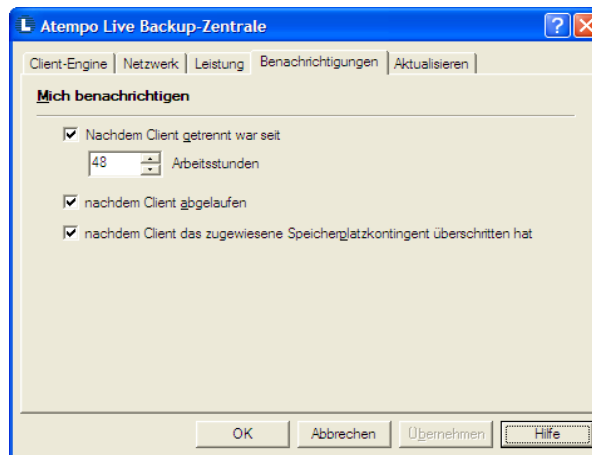 Atempo Live Backup-Zentrale
Client-Engine Netzwerk Leistung Benachrichtigungen Aktualisieren
Mich benachrichtigen
Nachdem Client getrennt war seit
48 Arbeitsstunden
nachdem Client abgelaufen
nachdem Client das zugewiesene Speicherplatzkontingent überschritten hat
OK Abbrechen Übernehmen Hilfe